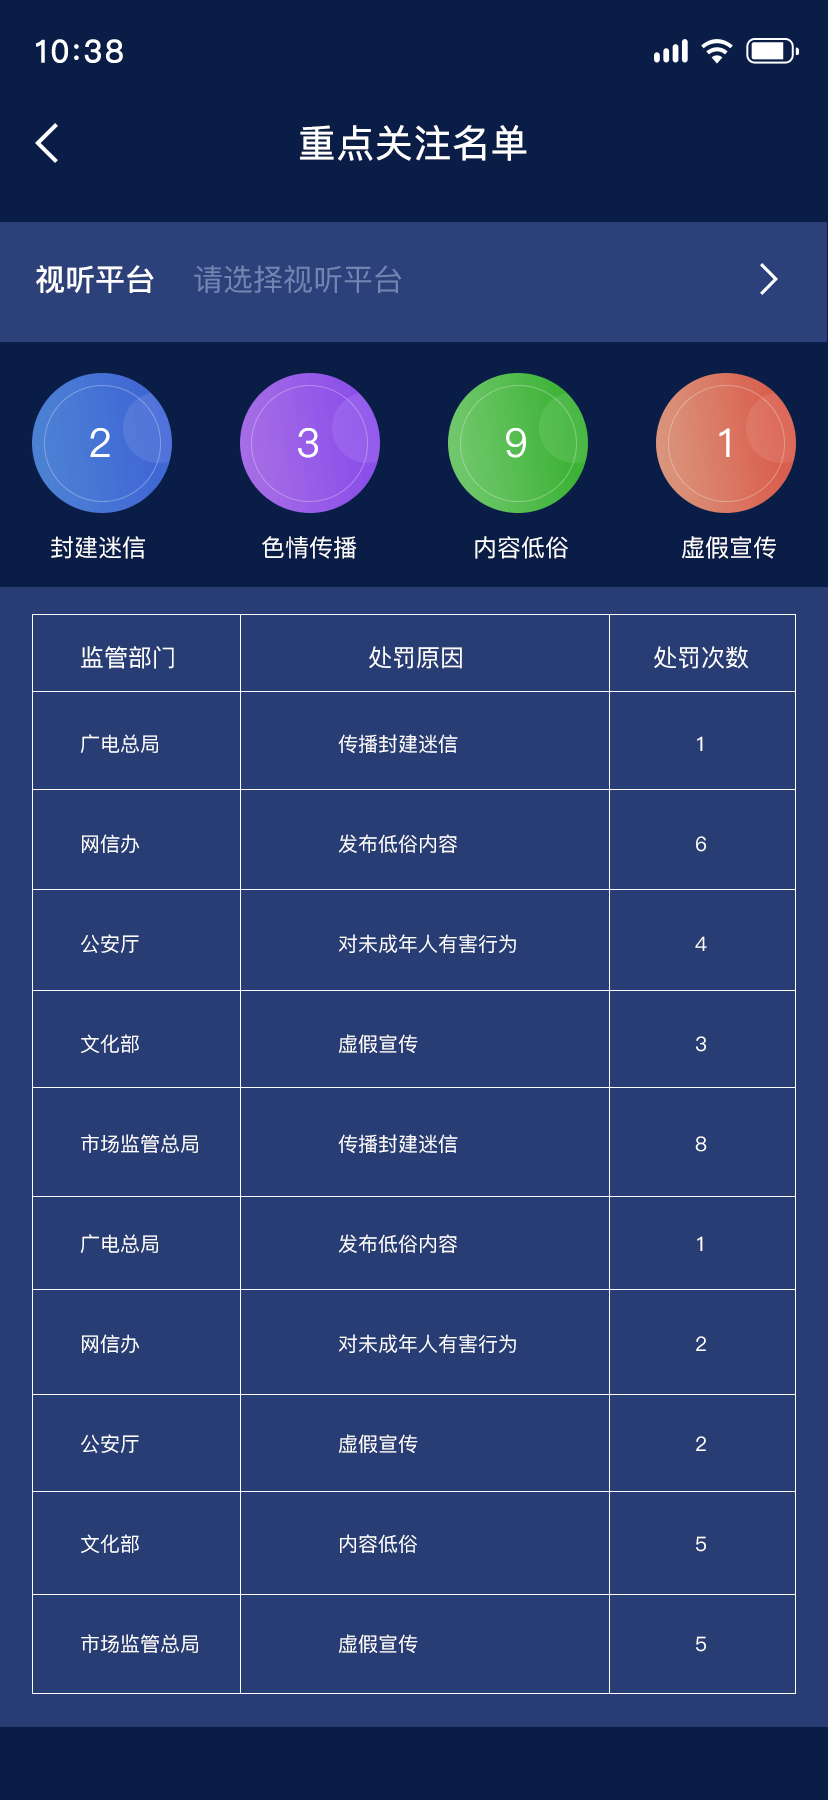 10:38
重点关注名单
视听平台 请选择视听平台
2 3 9 1
封建迷信 色情传播 内容低俗 虚假宣传
监管部门 处罚原因 处罚次数
广电总局 传播封建迷信 1
网信办 发布低俗内容 6
公安厅 对未成年人有害行为 4
文化部 虚假宣传 3
市场监管总局 传播封建迷信 8
广电总局 发布低俗内容 1
网信办 对未成年人有害行为 2
公安厅 虚假宣传 2
文化部 内容低俗 5
市场监管总局 虚假宣传 5